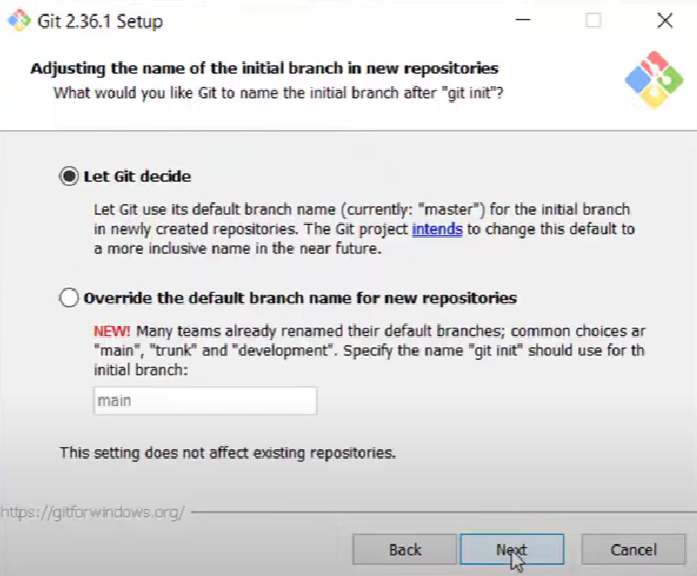 Git 2.36.1 Setup
Adjusting the name of the initial branch in new repositories
What would you like Git to name the initial branch after "git init"?
Let Git decide
Let Git use its default branch name (currently: "master") for the initial branch
in newly created repositories. The Git project intends to change this default to
a more inclusive name in the near future.
Override the default branch name for new repositories
NEW! Many teams already renamed their default branches; common choices ar
"main", "trunk" and "development". Specify the name "git init" should use for th
initial branch:
main
This setting does not affect existing repositories.
https://gitforwindows.org/
Back Next Cancel